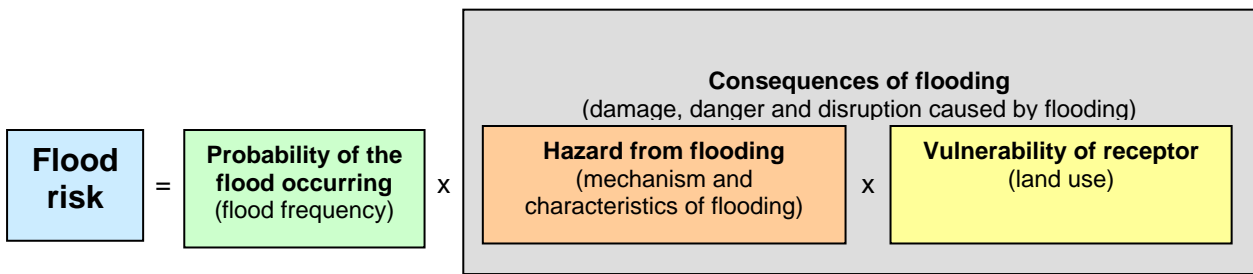 Consequences of flooding
(damage, danger and disruption caused by flooding)
Flood
risk
=
Probability of the
flood occurring
(flood frequency)
x
Hazard from flooding
(mechanism and
characteristics of flooding)
x
Vulnerability of receptor
(land use)